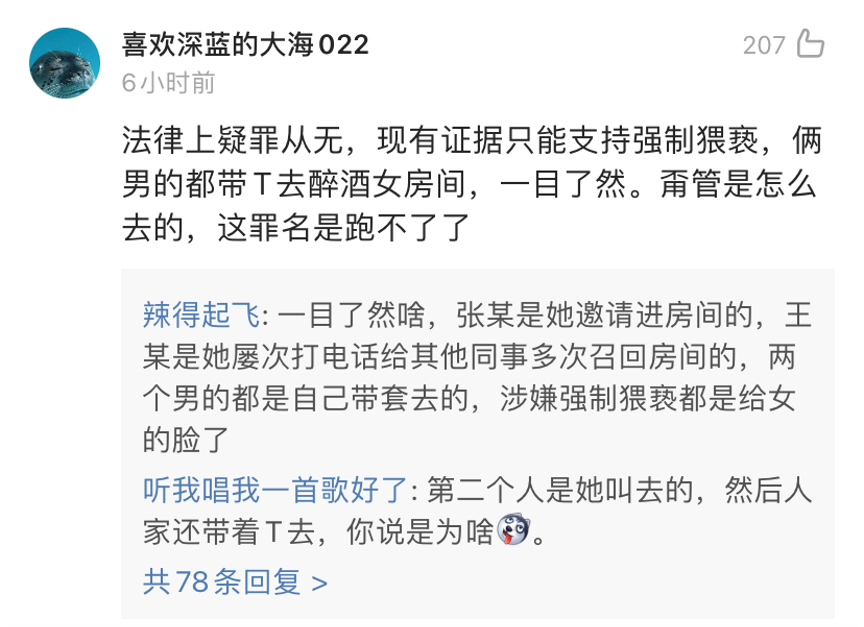 喜欢深蓝的大海022
207
6小时前
法律上疑罪从无，现有证据只能支持强制猥亵，俩
男的都带T去醉酒女房间，一目了然。甭管是怎么
去的，这罪名是跑不了了
辣得起飞: 一目了然啥，张某是她邀请进房间的，王
某是她屡次打电话给其他同事多次召回房间的，两
个男的都是自己带套去的，涉嫌强制猥亵都是给女
的脸了
听我唱我一首歌好了: 第二个人是她叫去的，然后人
家还带着T去，你说是为啥。
共78条回复 >